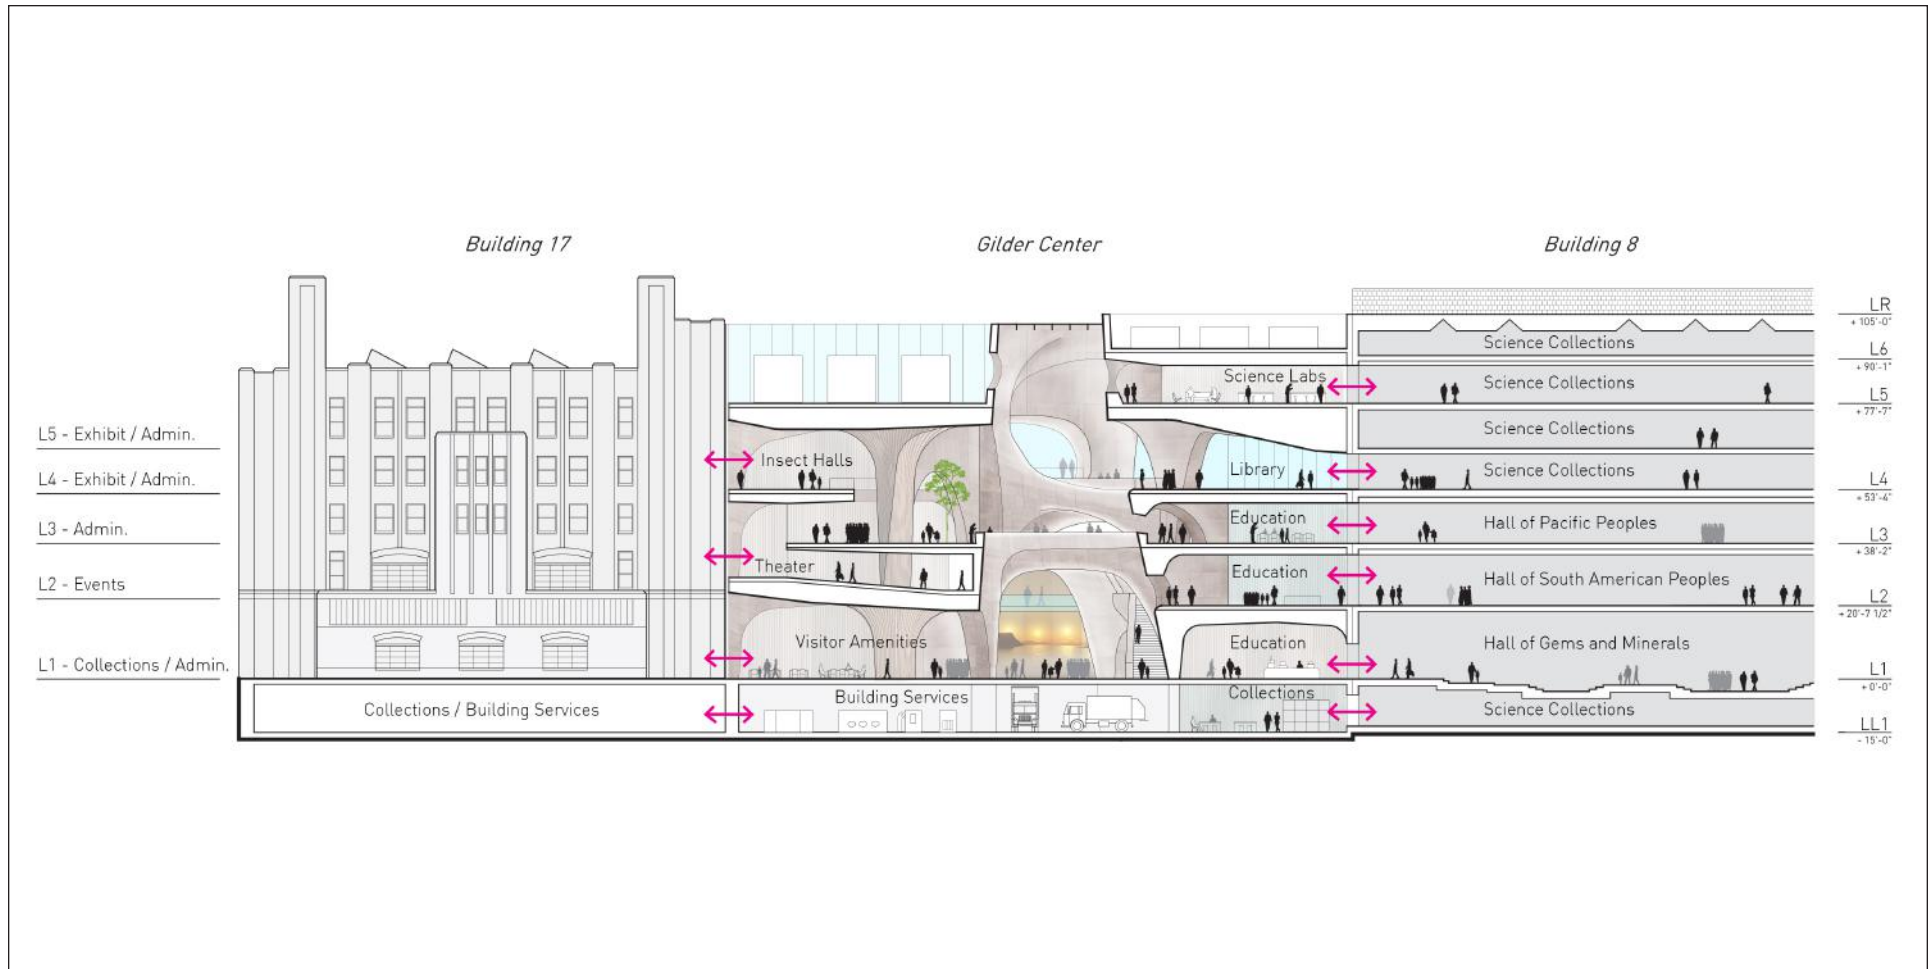 Building 17
Gilder Center
Building 8
L5 - Exhibit / Admin.
L4 - Exhibit / Admin.
L3 - Admin.
L2 - Events
L1 - Collections / Admin.
Collections / Building Services
Insect Halls
Theater
Visitor Amenities
Building Services
Science Labs
Library
Education
Education
Education
Collections
Science Collections
Science Collections
Science Collections
Science Collections
Hall of Pacific Peoples
Hall of South American Peoples
Hall of Gems and Minerals
Science Collections
LR
+ 105'-0"
L6
+ 90'-1"
L5
+ 77'-7"
L4
+ 53'-4"
L3
+ 38'-2"
L2
+ 20'-7 1/2"
L1
+ 0'-0"
LL1
- 15'-0"